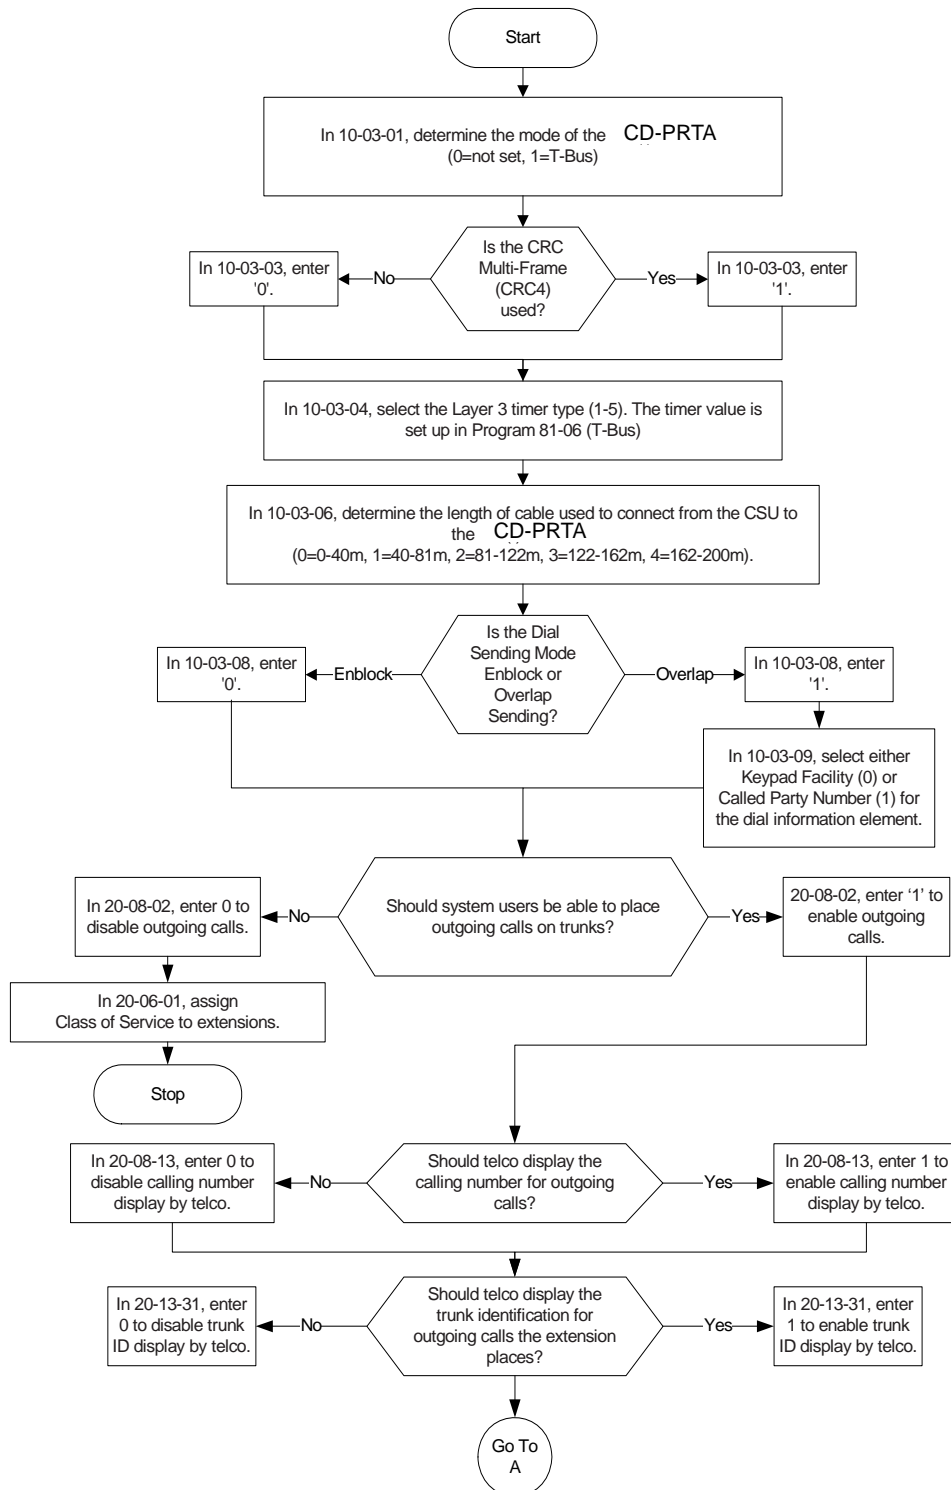 Start
In 10-03-01, determine the mode of the CD-PRTA
(0=not set, 1=T-Bus)
Is the CRC
Multi-Frame
(CRC4)
used?
No
Yes
In 10-03-03, enter
'0'.
In 10-03-03, enter
'1'.
In 10-03-04, select the Layer 3 timer type (1-5). The timer value is
set up in Program 81-06 (T-Bus)
In 10-03-06, determine the length of cable used to connect from the CSU to
the CD-PRTA
(0=0-40m, 1=40-81m, 2=81-122m, 3=122-162m, 4=162-200m).
Is the Dial
Sending Mode
Enblock or
Overlap
Sending?
Enblock
Overlap
In 10-03-08, enter
'0'.
In 10-03-08, enter
'1'.
In 10-03-09, select either
Keypad Facility (0) or
Called Party Number (1) for
the dial information element.
Should system users be able to place
outgoing calls on trunks?
No
Yes
In 20-08-02, enter 0 to
disable outgoing calls.
20-08-02, enter ‘1’ to
enable outgoing
calls.
In 20-06-01, assign
Class of Service to extensions.
Stop
Should telco display the
calling number for outgoing
calls?
No
Yes
In 20-08-13, enter 0 to
disable calling number
display by telco.
In 20-08-13, enter 1 to
enable calling number
display by telco.
Should telco display the
trunk identification for
outgoing calls the extension
places?
No
Yes
In 20-13-31, enter
0 to disable trunk
ID display by telco.
In 20-13-31, enter
1 to enable trunk
ID display by telco.
Go To
A